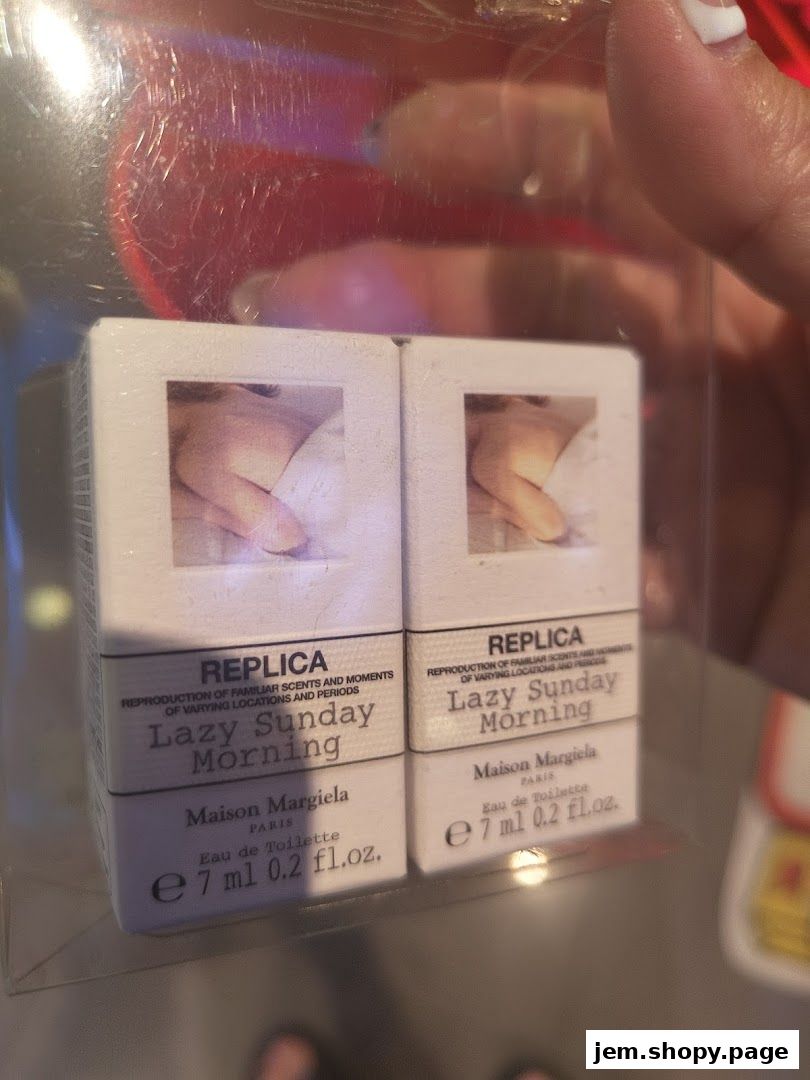 REPLICA
REPRODUCTION OF FAMILIAR SCENTS AND MOMENTS
OF VARYING LOCATIONS AND PERIODS
Lazy Sunday
Morning
Maison Margiela
PARIS
Eau de Toilette
e 7 ml 0.2 fl.oz.
REPLICA
REPRODUCTION OF FAMILIAR SCENTS AND MOMENTS
OF VARYING LOCATIONS AND PERIODS
Lazy Sunday
Morning
Maison Margiela
PARIS
Eau de Toilette
e 7 ml 0.2 fl.oz.
jem.shopy.page